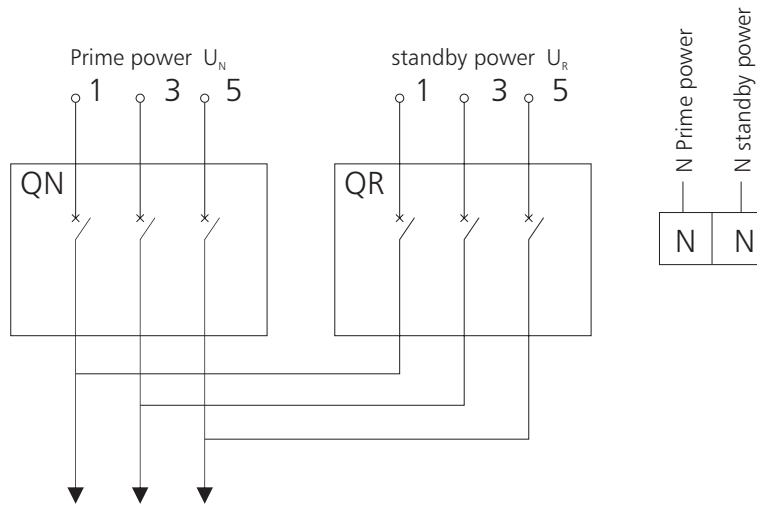 Prime power U_N
1 3 5
QN
standby power U_R
1 3 5
QR
N Prime power
N standby power
N N